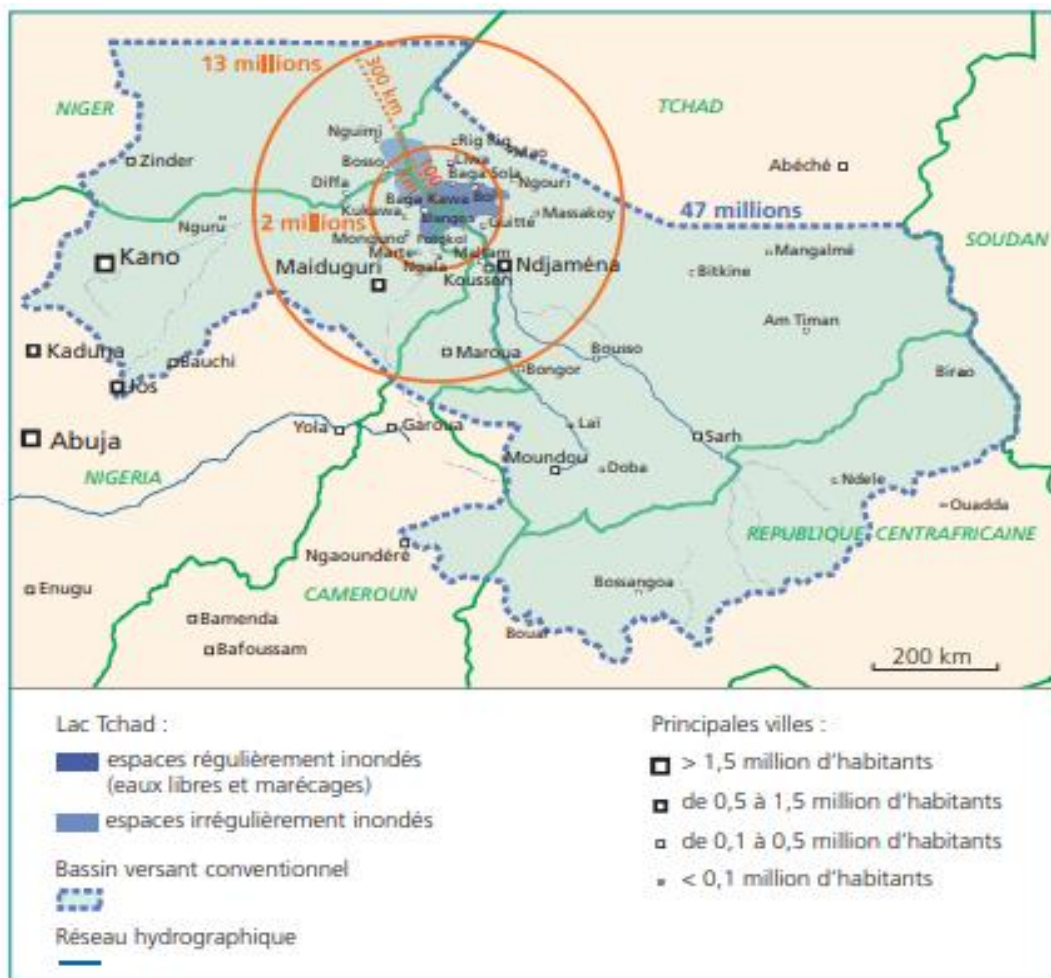 13 millions
300 km
NIGER
TCHAD
Nguimi
Rig Rig
Mao
Zinder
Bosso
Liwa
Abéché
Baga Sola
Diffa
Ngouri
Bol
Baga Kawa
47 millions
Nguru
Kukawa
Massakoy
2 millions
Guitté
SOUDAN
Kano
Monguno
Mangalmé
Marte
Maltam
Maiduguri
Ngala
Ndjaména
Bitkine
Kousseri
Am Timan
Kaduna
Maroua
Bousso
Bauchi
Bongor
Birao
Jos
Abuja
Yola
Garoua
Laï
Sarh
Moundou
Doba
NIGERIA
Ndele
Ouadda
REPUBLIQUE CENTRAFRICAINE
Ngaoundéré
Bossangoa
Enugu
CAMEROUN
Bamenda
Bouar
Bafoussam
200 km
Lac Tchad :
espaces régulièrement inondés
(eaux libres et marécages)
espaces irrégulièrement inondés
Bassin versant conventionnel
Réseau hydrographique
Principales villes :
> 1,5 million d'habitants
de 0,5 à 1,5 million d'habitants
de 0,1 à 0,5 million d'habitants
< 0,1 million d'habitants